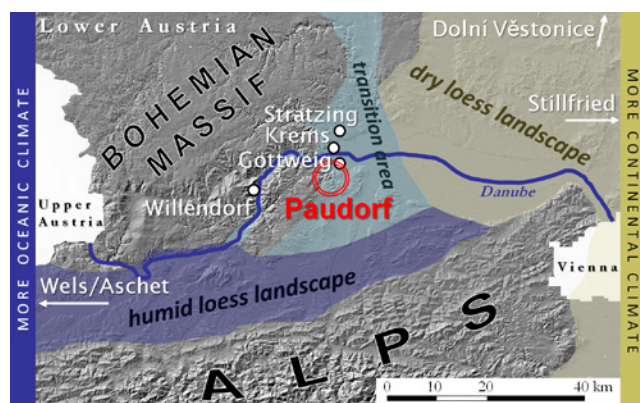 Lower Austria
Dolní Věstonice
BOHEMIAN
MASSIF
transition area
dry loess landscape
Stillfried
Stratzing
Krems
Göttweig
Willendorf
Paudorf
Danube
Upper
Austria
Vienna
Wels/Aschet
humid loess landscape
ALPS
0 10 20 40 km
MORE OCEANIC CLIMATE
MORE CONTINENTAL CLIMATE